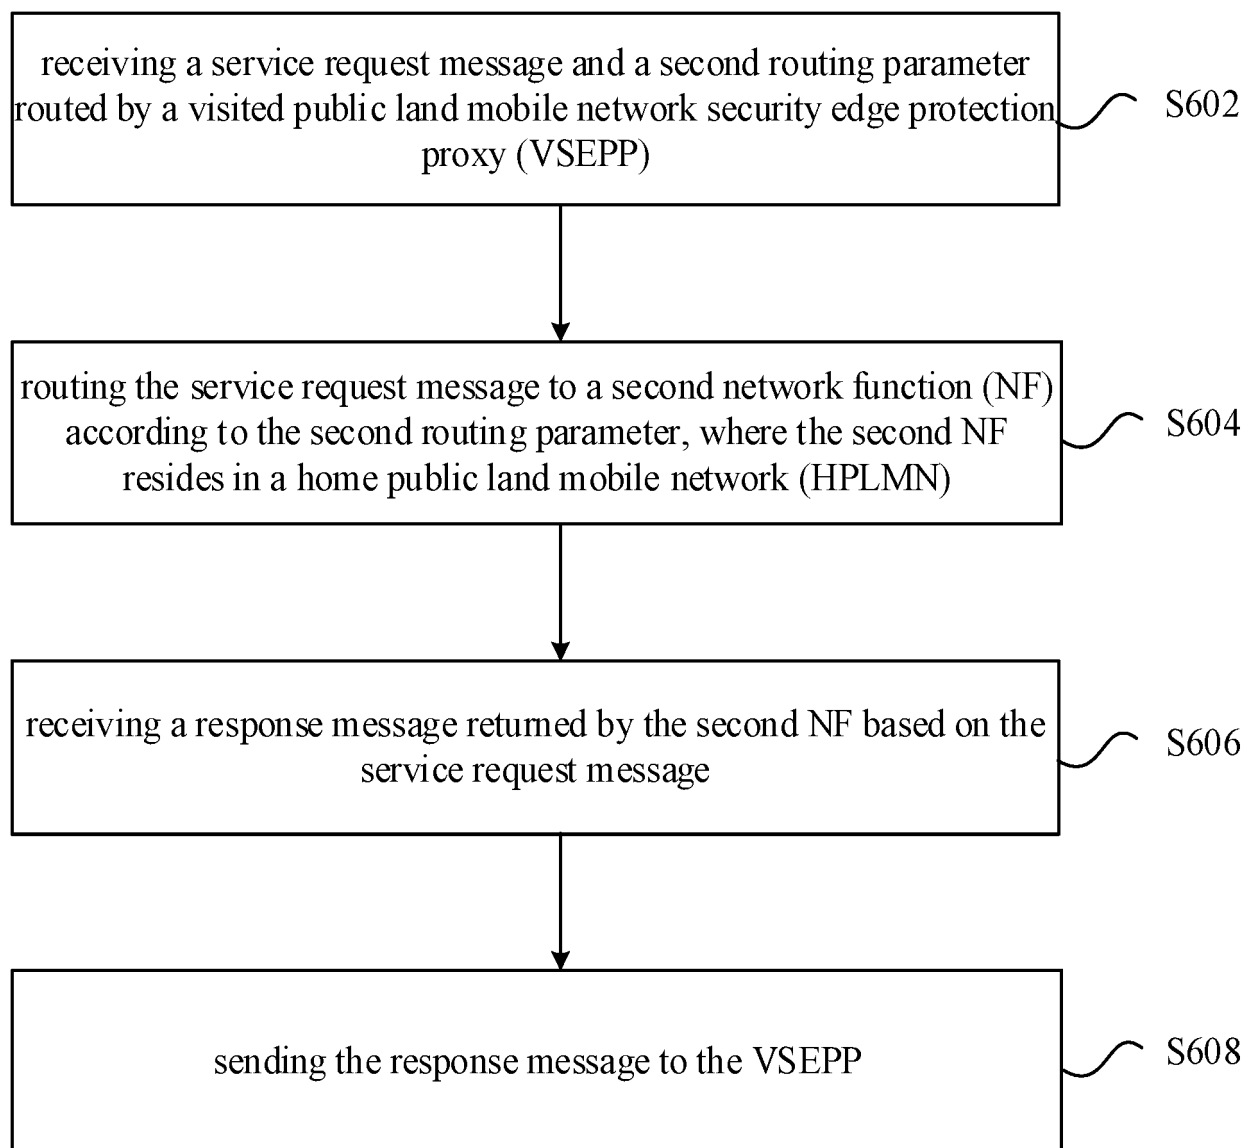 receiving a service request message and a second routing parameter
routed by a visited public land mobile network security edge protection
proxy (VSEPP)
S602
routing the service request message to a second network function (NF)
according to the second routing parameter, where the second NF
resides in a home public land mobile network (HPLMN)
S604
receiving a response message returned by the second NF based on the
service request message
S606
sending the response message to the VSEPP
S608